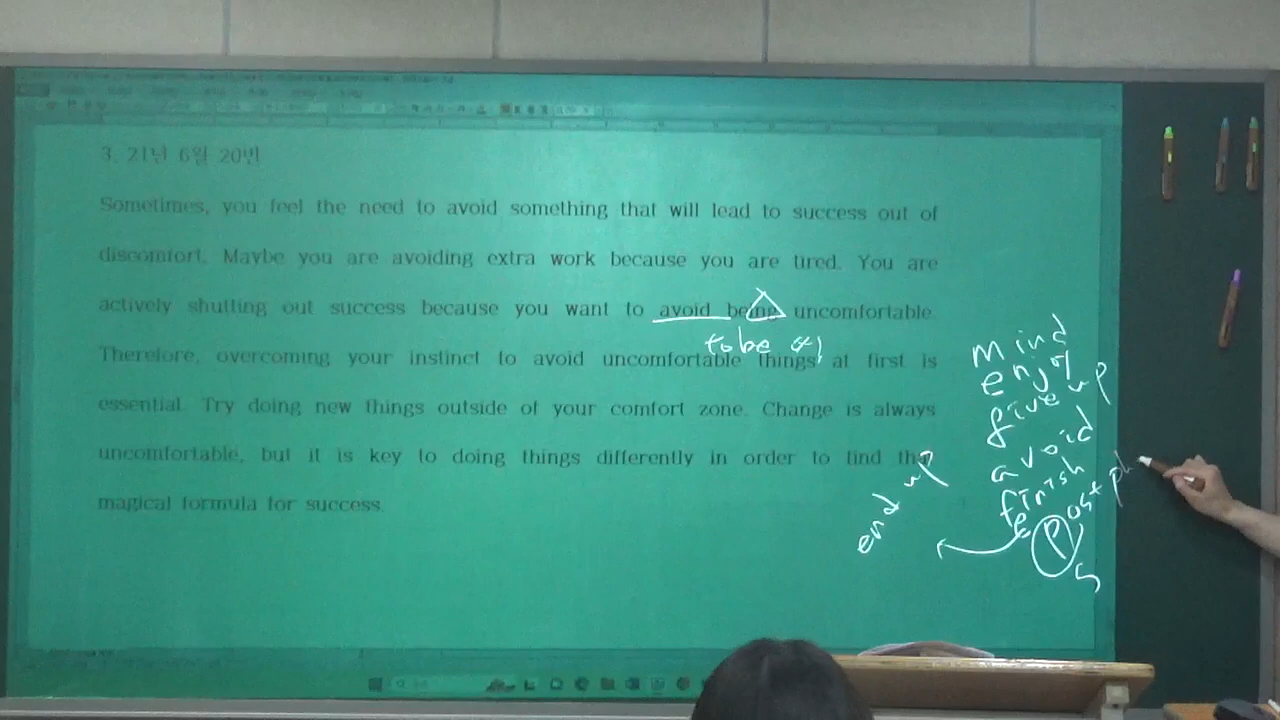 3. 21년 6월 20번
Sometimes, you feel the need to avoid something that will lead to success out of
discomfort. Maybe you are avoiding extra work because you are tired. You are
actively shutting out success because you want to avoid being uncomfortable.
to be
Therefore, overcoming your instinct to avoid uncomfortable things at first is
essential. Try doing new things outside of your comfort zone. Change is always
uncomfortable, but it is key to doing things differently in order to find that
magical formula for success.
mind
enjoy
give up
avoid
finish
e
Post
S
end up